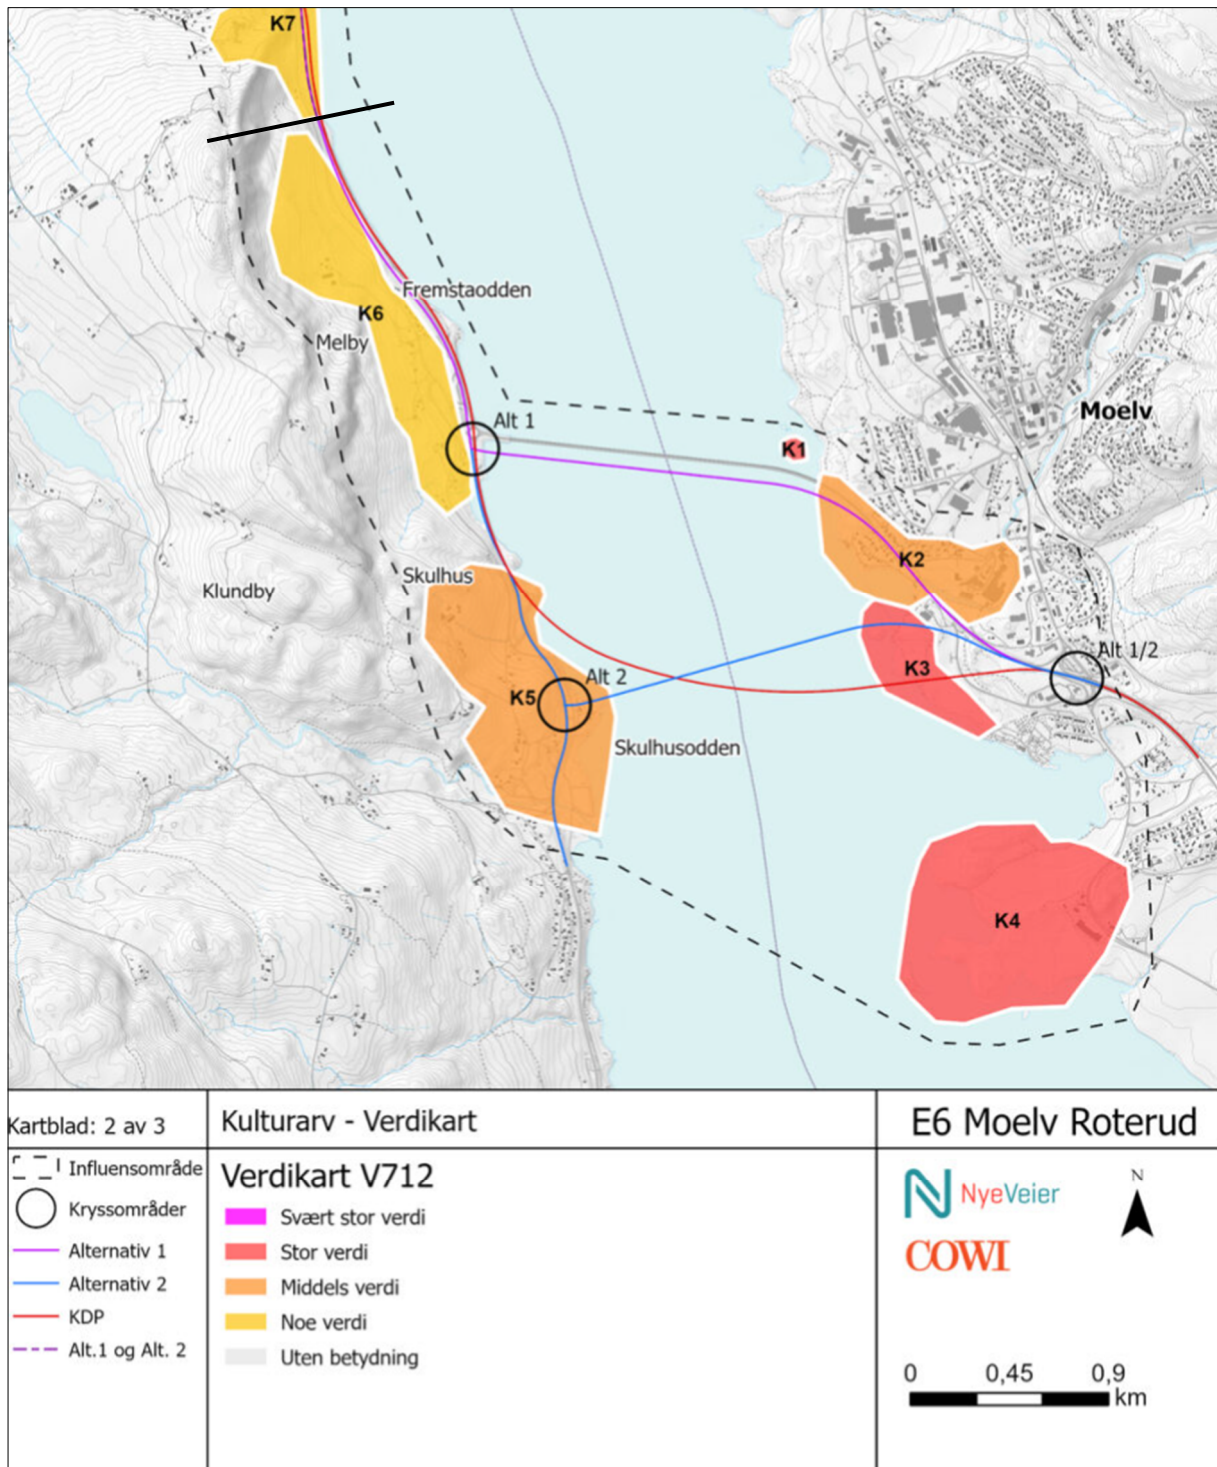 K7
Fremstaodden
K6
Melby
Alt 1
Moelv
K1
K2
Skulhus
Klundby
Alt 1/2
K3
Alt 2
K5
Skulhusodden
K4
Kartblad: 2 av 3
Kulturarv - Verdikart
E6 Moelv Roterud
Influensområde
Kryssområder
Alternativ 1
Alternativ 2
KDP
Alt.1 og Alt. 2
Verdikart V712
Svært stor verdi
Stor verdi
Middels verdi
Noe verdi
Uten betydning
N NyeVeier
COWI
N
0 0,45 0,9
km